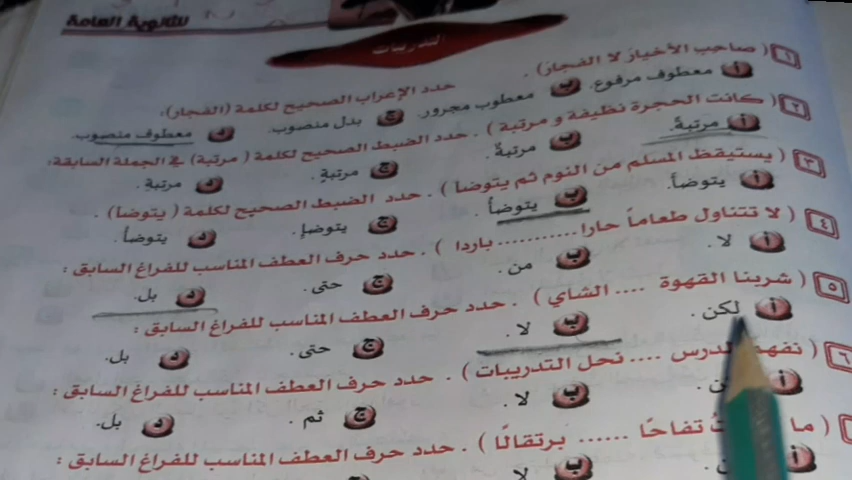 للثانوية العامة
التدريبات
١ ( صاحب الأخيارَ لا الفجارَ ) . حدد الإعراب الصحيح لكلمة (الفجار):
أ معطوف مرفوع. ب معطوب مجرور. ج بدل منصوب. د معطوف منصوب.
٢ ( كانت الحجرة نظيفة و مرتبة ) . حدد الضبط الصحيح لكلمة ( مرتبة ) في الجملة السابقة:
أ مرتبةً. ب مرتبةُ. ج مرتبةٍ. د مرتبةِ.
٣ ( يستيقظ المسلم من النوم ثم يتوضأ ) . حدد الضبط الصحيح لكلمة ( يتوضأ ) .
أ يتوضأَ. ب يتوضأُ. ج يتوضإِ. د يتوضأْ.
٤ ( لا تتناول طعاماً حارا .......... باردا ) . حدد حرف العطف المناسب للفراغ السابق :
أ لا. ب من. ج حتى. د بل.
٥ ( شربنا القهوة .... الشاي ) . حدد حرف العطف المناسب للفراغ السابق :
أ لكن. ب لا. ج حتى. د بل.
٦ ( نفهم الدرس .... نحل التدريبات ) . حدد حرف العطف المناسب للفراغ السابق :
أ ب لا. ج ثم. د بل.
( ما تفاحًا ...... برتقالًا ) . حدد حرف العطف المناسب للفراغ السابق :
أ ب لا.